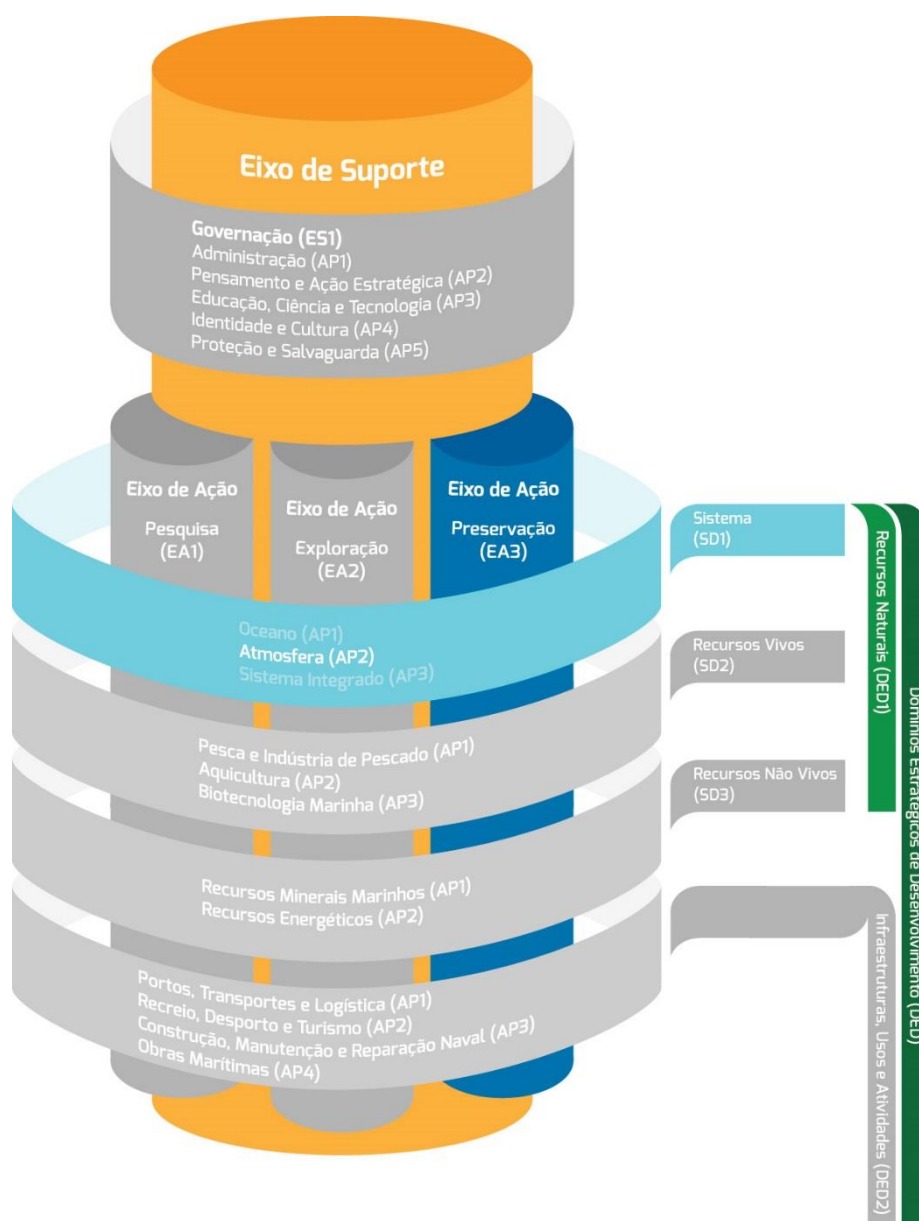 Eixo de Suporte
Governação (ES1)
Administração (AP1)
Pensamento e Ação Estratégica (AP2)
Educação, Ciência e Tecnologia (AP3)
Identidade e Cultura (AP4)
Proteção e Salvaguarda (AP5)
Eixo de Ação
Pesquisa
(EA1)
Eixo de Ação
Exploração
(EA2)
Eixo de Ação
Preservação
(EA3)
Oceano (AP1)
Atmosfera (AP2)
Sistema Integrado (AP3)
Sistema
(SD1)
Pesca e Indústria de Pescado (AP1)
Aquicultura (AP2)
Biotecnologia Marinha (AP3)
Recursos Vivos
(SD2)
Recursos Minerais Marinhos (AP1)
Recursos Energéticos (AP2)
Recursos Não Vivos
(SD3)
Portos, Transportes e Logística (AP1)
Recreio, Desporto e Turismo (AP2)
Construção, Manutenção e Reparação Naval (AP3)
Obras Marítimas (AP4)
Recursos Naturais (DED1)
Infraestruturas, Usos e Atividades (DED2)
Domínios Estratégicos de Desenvolvimento (DED)